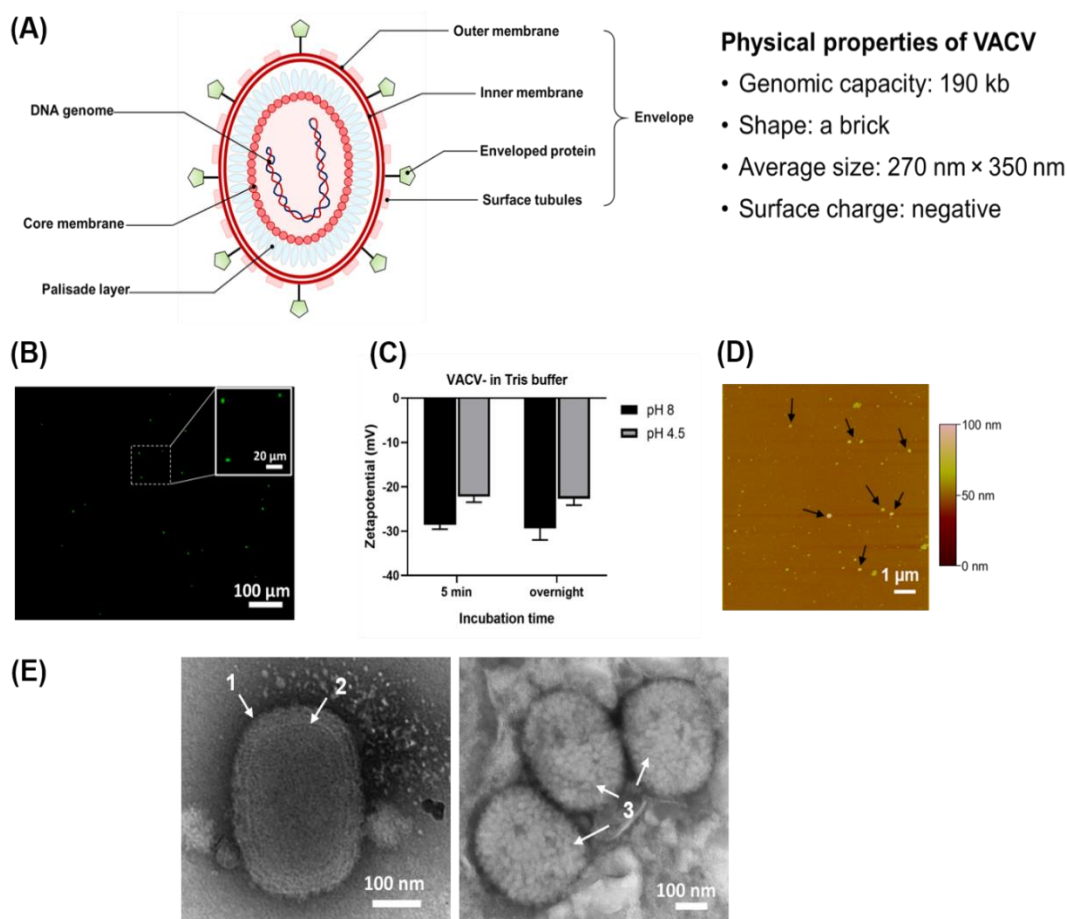 (A)
Outer membrane
Inner membrane
Enveloped protein
Surface tubules
Envelope
DNA genome
Core membrane
Palisade layer
Physical properties of VACV
• Genomic capacity: 190 kb
• Shape: a brick
• Average size: 270 nm × 350 nm
• Surface charge: negative
(B)
20 µm
100 µm
(C)
VACV- in Tris buffer
Zetapotential (mV)
0
-10
-20
-30
-40
5 min
overnight
Incubation time
pH 8
pH 4.5
(D)
100 nm
50 nm
0 nm
1 µm
(E)
1
2
100 nm
3
100 nm